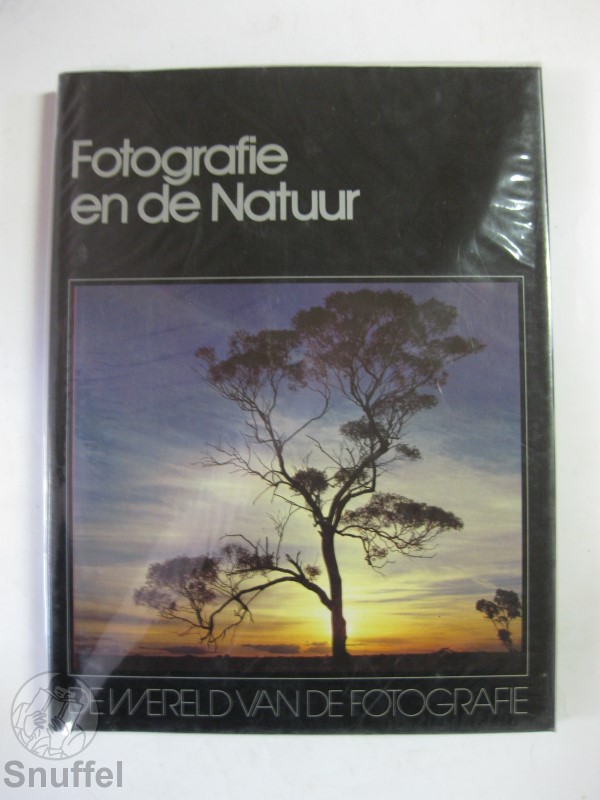 Fotografie
en de Natuur
DE WERELD VAN DE FOTOGRAFIE
Snuffel